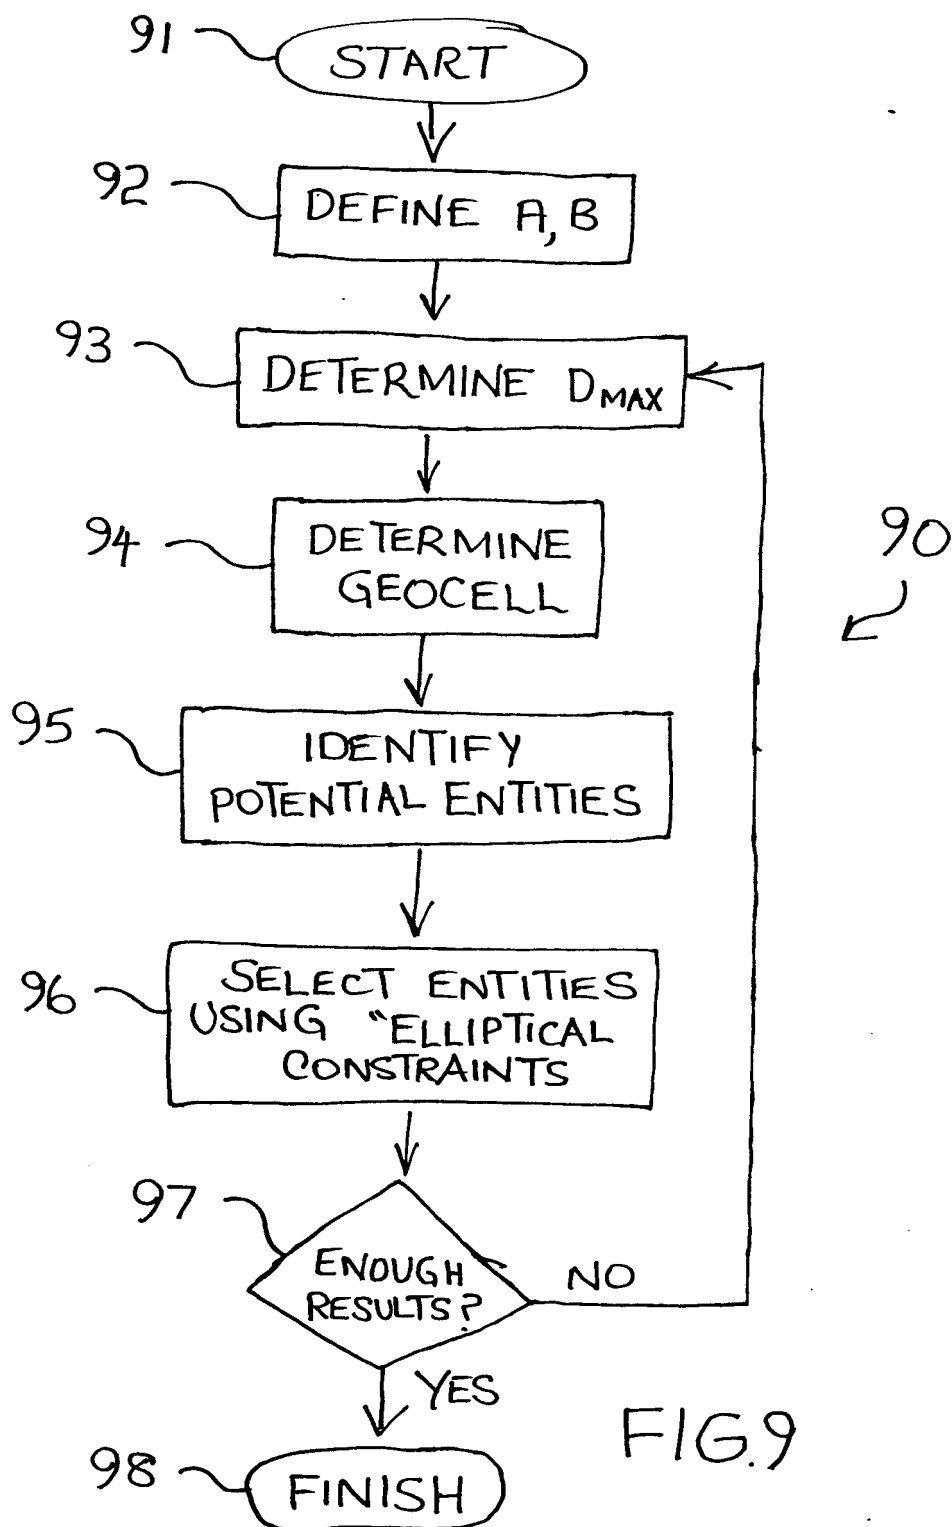 91
START
92
DEFINE A, B
93
DETERMINE DMAX
94
DETERMINE
GEOCELL
90
95
IDENTIFY
POTENTIAL ENTITIES
96
SELECT ENTITIES
USING "ELLIPTICAL
CONSTRAINTS
97
ENOUGH
RESULTS?
NO
YES
98
FINISH
FIG.9